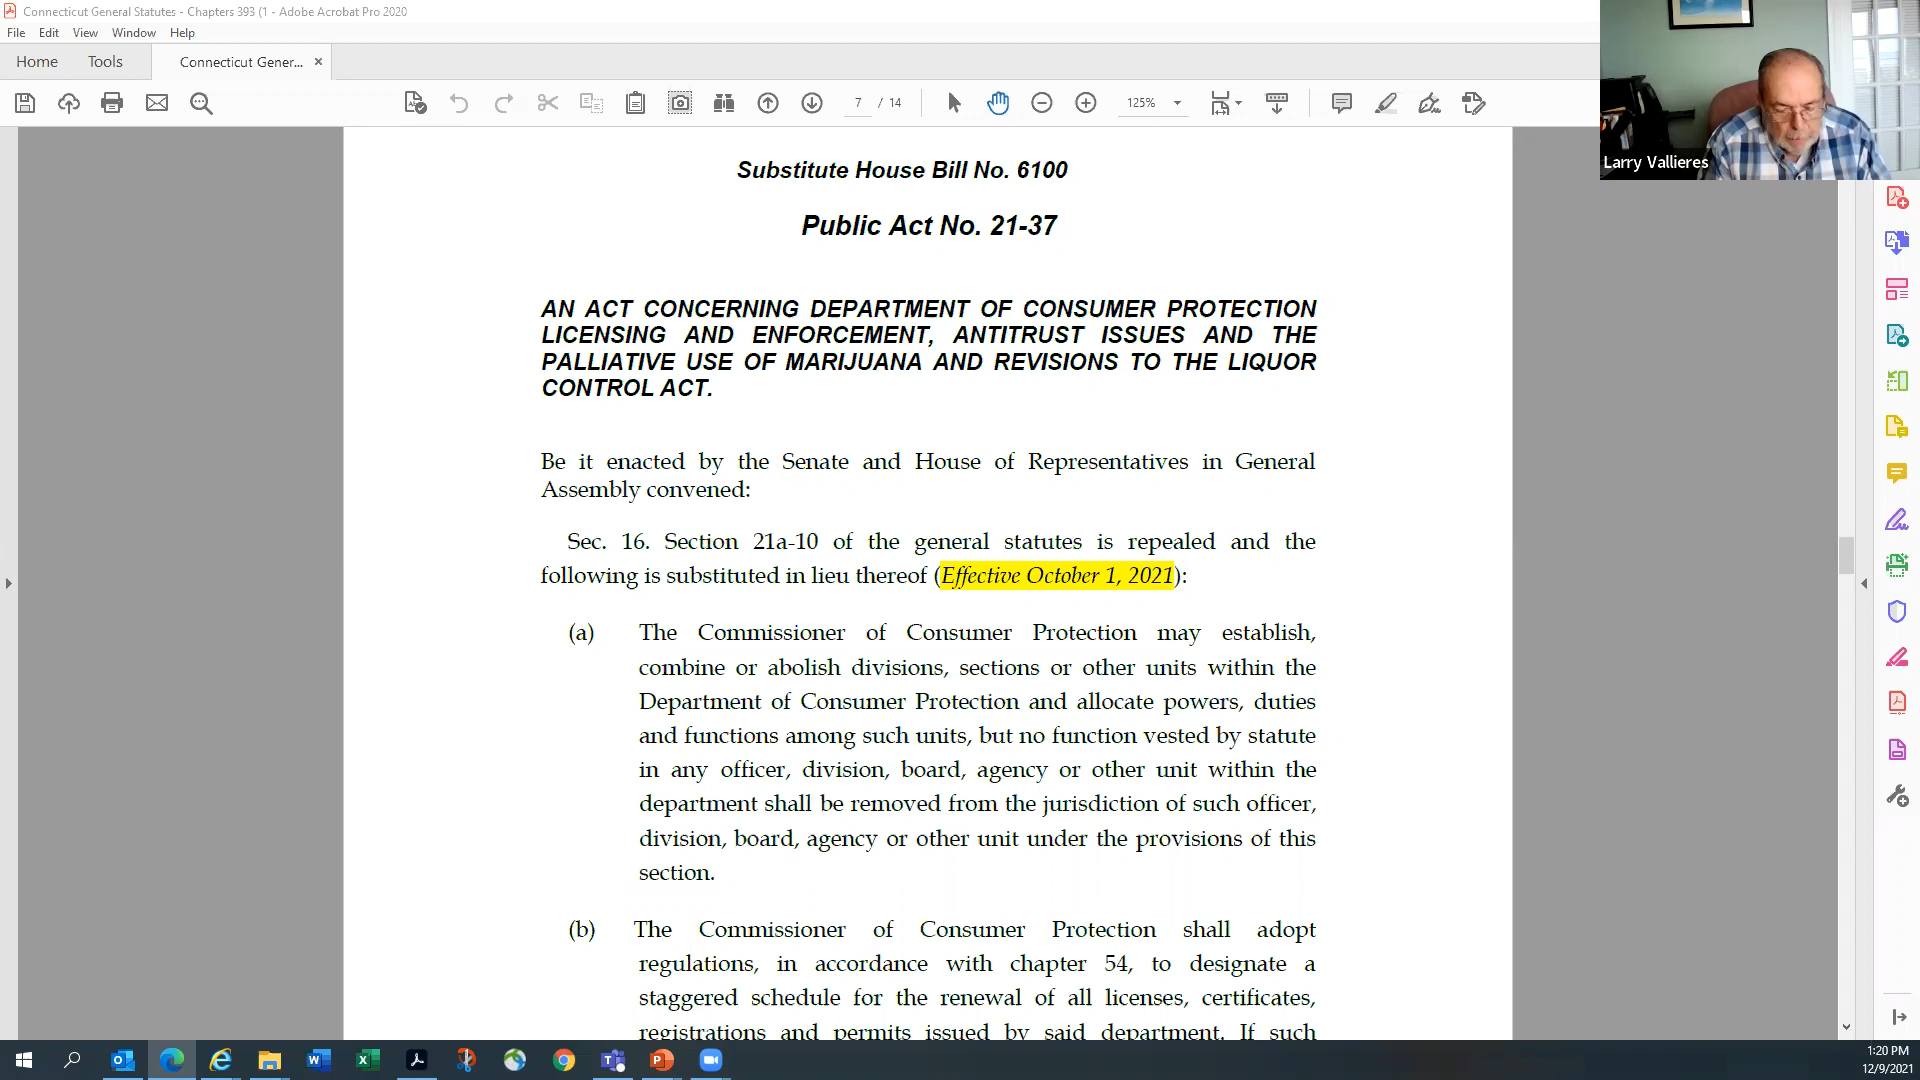 Connecticut General Statutes - Chapters 393 (1 - Adobe Acrobat Pro 2020
File Edit View Window Help
Home Tools Connecticut Gener... ×
7 / 14 125%
Larry Vallieres
Substitute House Bill No. 6100
Public Act No. 21-37
AN ACT CONCERNING DEPARTMENT OF CONSUMER PROTECTION
LICENSING AND ENFORCEMENT, ANTITRUST ISSUES AND THE
PALLIATIVE USE OF MARIJUANA AND REVISIONS TO THE LIQUOR
CONTROL ACT.
Be it enacted by the Senate and House of Representatives in General
Assembly convened:
Sec. 16. Section 21a-10 of the general statutes is repealed and the
following is substituted in lieu thereof (Effective October 1, 2021):
(a) The Commissioner of Consumer Protection may establish,
combine or abolish divisions, sections or other units within the
Department of Consumer Protection and allocate powers, duties
and functions among such units, but no function vested by statute
in any officer, division, board, agency or other unit within the
department shall be removed from the jurisdiction of such officer,
division, board, agency or other unit under the provisions of this
section.
(b) The Commissioner of Consumer Protection shall adopt
regulations, in accordance with chapter 54, to designate a
staggered schedule for the renewal of all licenses, certificates,
registrations and permits issued by said department. If such
1:20 PM
12/9/2021